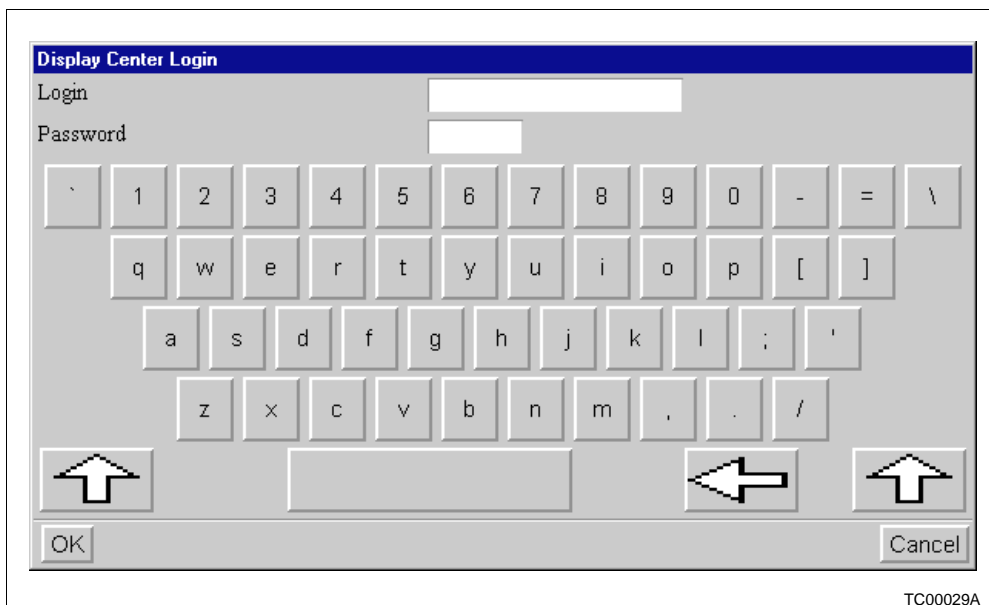 Display Center Login
Login
Password
` 1 2 3 4 5 6 7 8 9 0 - = \
q w e r t y u i o p [ ]
a s d f g h j k l ; '
z x c v b n m , . /
OK Cancel
TC00029A